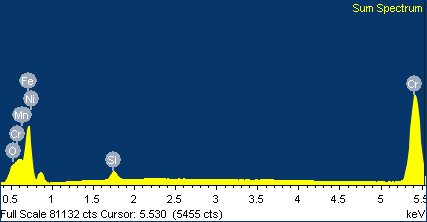 Sum Spectrum
Fe
Ni
Mn
Cr
O
Si
Cr
0.5 1 1.5 2 2.5 3 3.5 4 4.5 5 5.5
Full Scale 81132 cts Cursor: 5.530 (5455 cts) keV